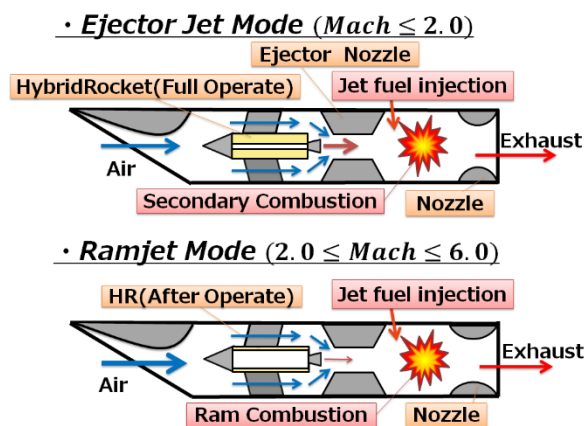 ・Ejector Jet Mode (Mach ≤ 2.0)
Ejector Nozzle
HybridRocket(Full Operate)
Jet fuel injection
Air
Exhaust
Secondary Combustion
Nozzle
・Ramjet Mode (2.0 ≤ Mach ≤ 6.0)
HR(After Operate)
Jet fuel injection
Air
Exhaust
Ram Combustion
Nozzle